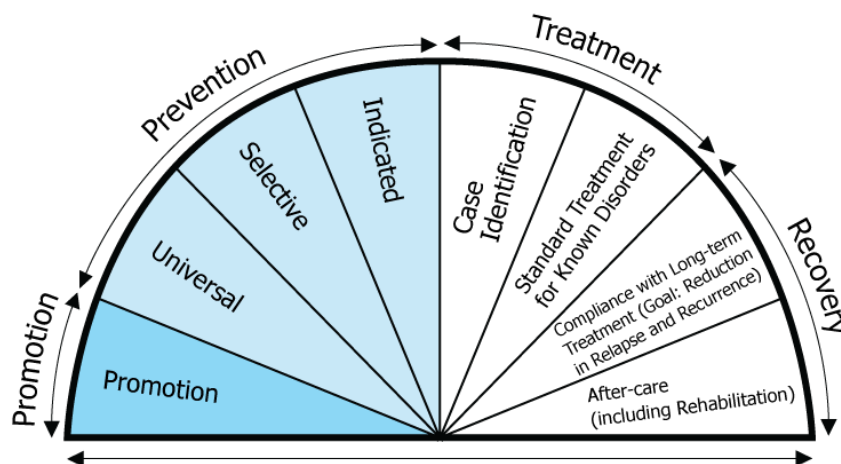 Promotion
Prevention
Treatment
Recovery
Promotion
Universal
Selective
Indicated
Case
Identification
Standard Treatment
for Known Disorders
Compliance with Long-term
Treatment (Goal: Reduction
in Relapse and Recurrence)
After-care
(including Rehabilitation)